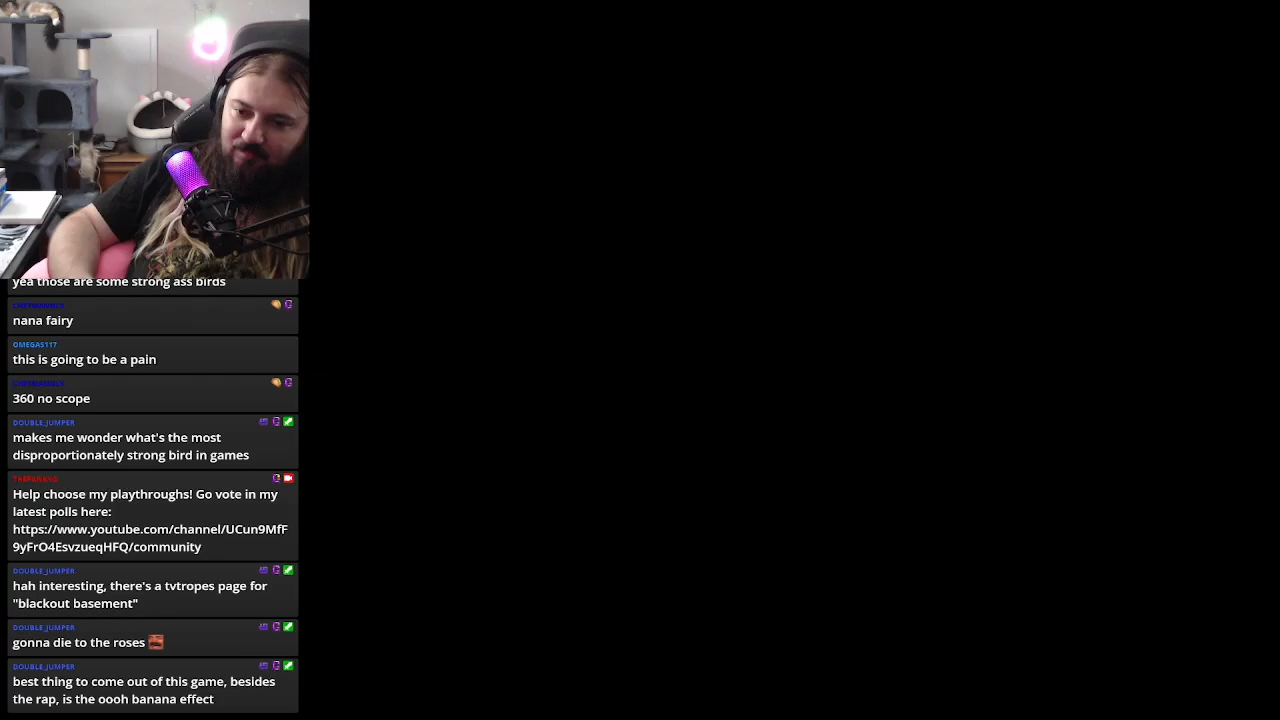 yea those are some strong ass birds
nana fairy
OMEGAS117
this is going to be a pain
360 no scope
DOUBLE_JUMPER
makes me wonder what's the most
disproportionately strong bird in games
Help choose my playthroughs! Go vote in my
latest polls here:
https://www.youtube.com/channel/UCun9MfF
9yFrO4EsvzueqHFQ/community
DOUBLE_JUMPER
hah interesting, there's a tvtropes page for
"blackout basement"
DOUBLE_JUMPER
gonna die to the roses
DOUBLE_JUMPER
best thing to come out of this game, besides
the rap, is the oooh banana effect